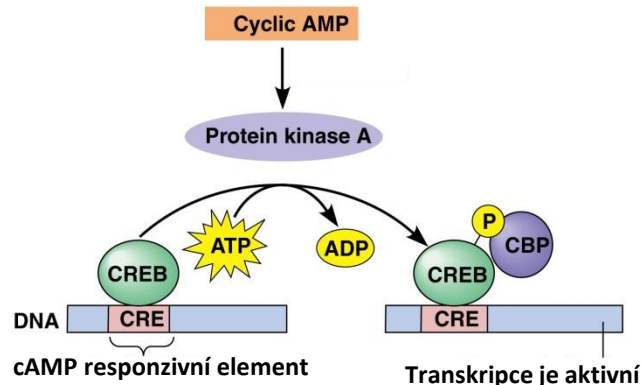 Cyclic AMP
Protein kinase A
ATP
ADP
P
CBP
CREB
CREB
DNA
CRE
CRE
cAMP responzivní element
Transkripce je aktivní